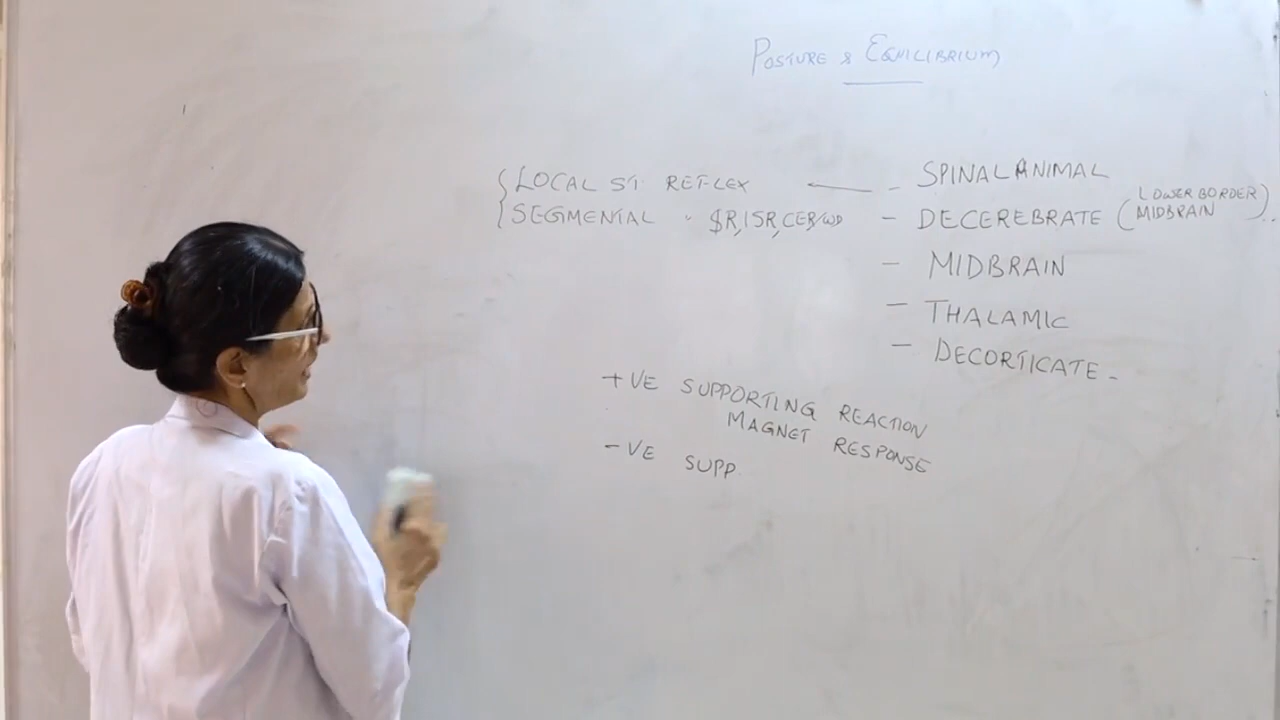 POSTURE & EQUILIBRIUM
LOCAL ST REFLEX
SEGMENTAL " SR, ISR, CER/WD
- SPINAL ANIMAL
- DECEREBRATE (LOWER BORDER
MIDBRAIN)
- MIDBRAIN
- THALAMIC
- DECORTICATE -
+VE SUPPORTING REACTION
MAGNET RESPONSE
-VE SUPP